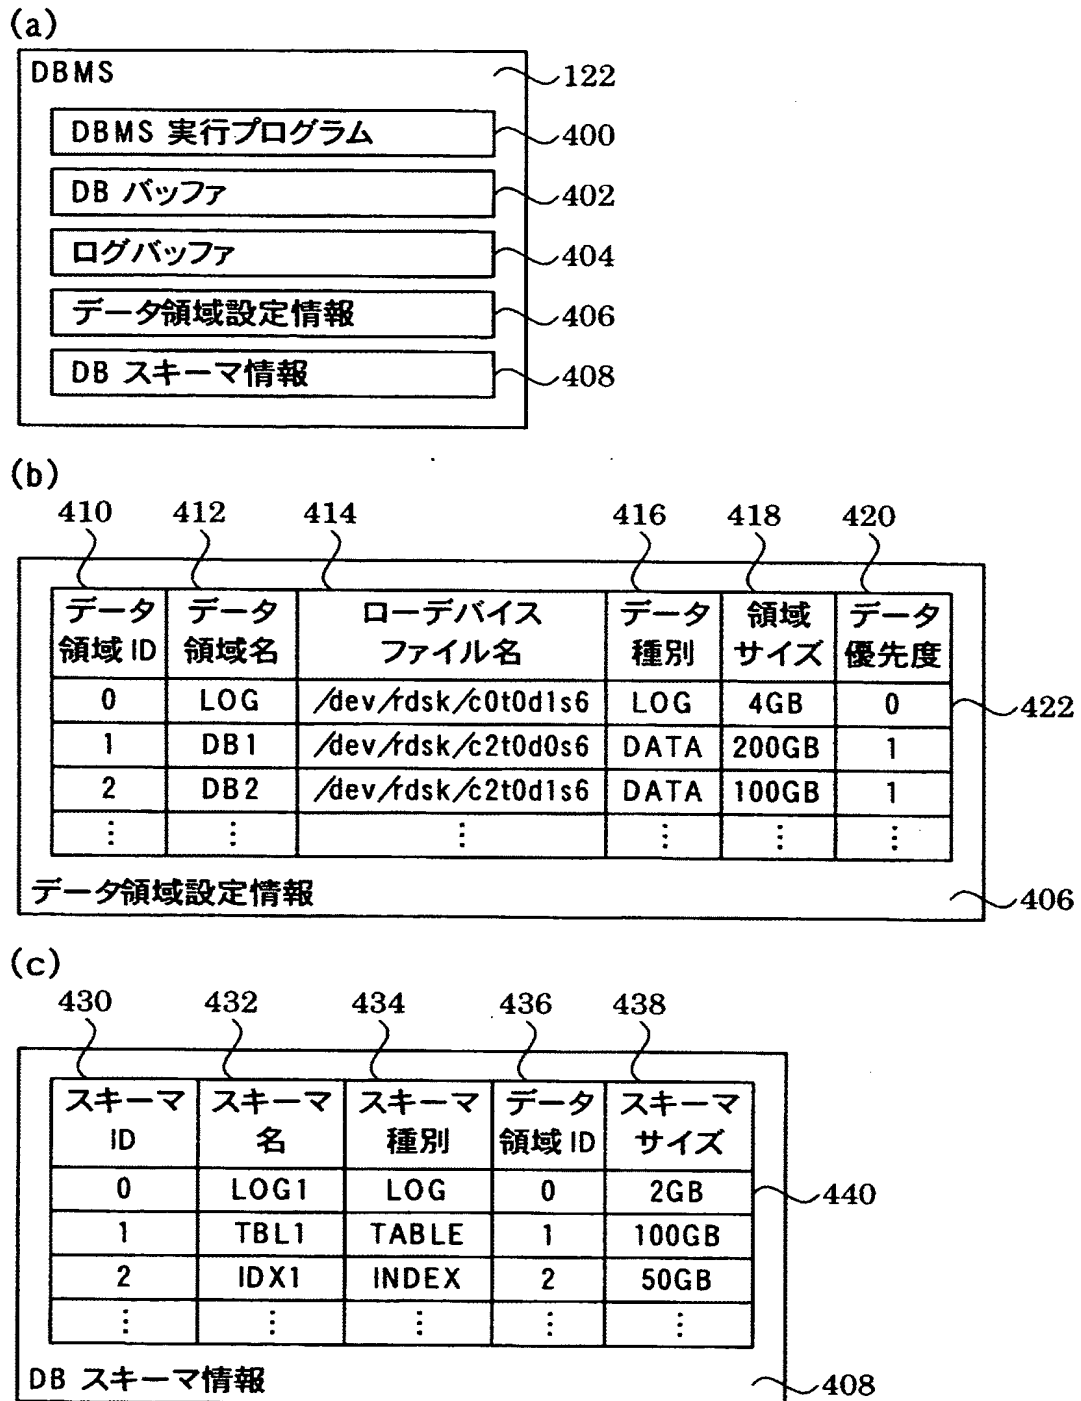 (a)
DBMS 122
DBMS 実行プログラム 400
DB バッファ 402
ログバッファ 404
データ領域設定情報 406
DB スキーマ情報 408
(b)
410 412 414 416 418 420
データ データ ローデバイス データ 領域 データ
領域 ID 領域名 ファイル名 種別 サイズ 優先度
0 LOG /dev/rdsk/c0t0d1s6 LOG 4GB 0 422
1 DB1 /dev/rdsk/c2t0d0s6 DATA 200GB 1
2 DB2 /dev/rdsk/c2t0d1s6 DATA 100GB 1
⋮ ⋮ ⋮ ⋮ ⋮ ⋮
データ領域設定情報 406
(c)
430 432 434 436 438
スキーマ スキーマ スキーマ データ スキーマ
ID 名 種別 領域 ID サイズ
0 LOG1 LOG 0 2GB 440
1 TBL1 TABLE 1 100GB
2 IDX1 INDEX 2 50GB
⋮ ⋮ ⋮ ⋮ ⋮
DB スキーマ情報 408